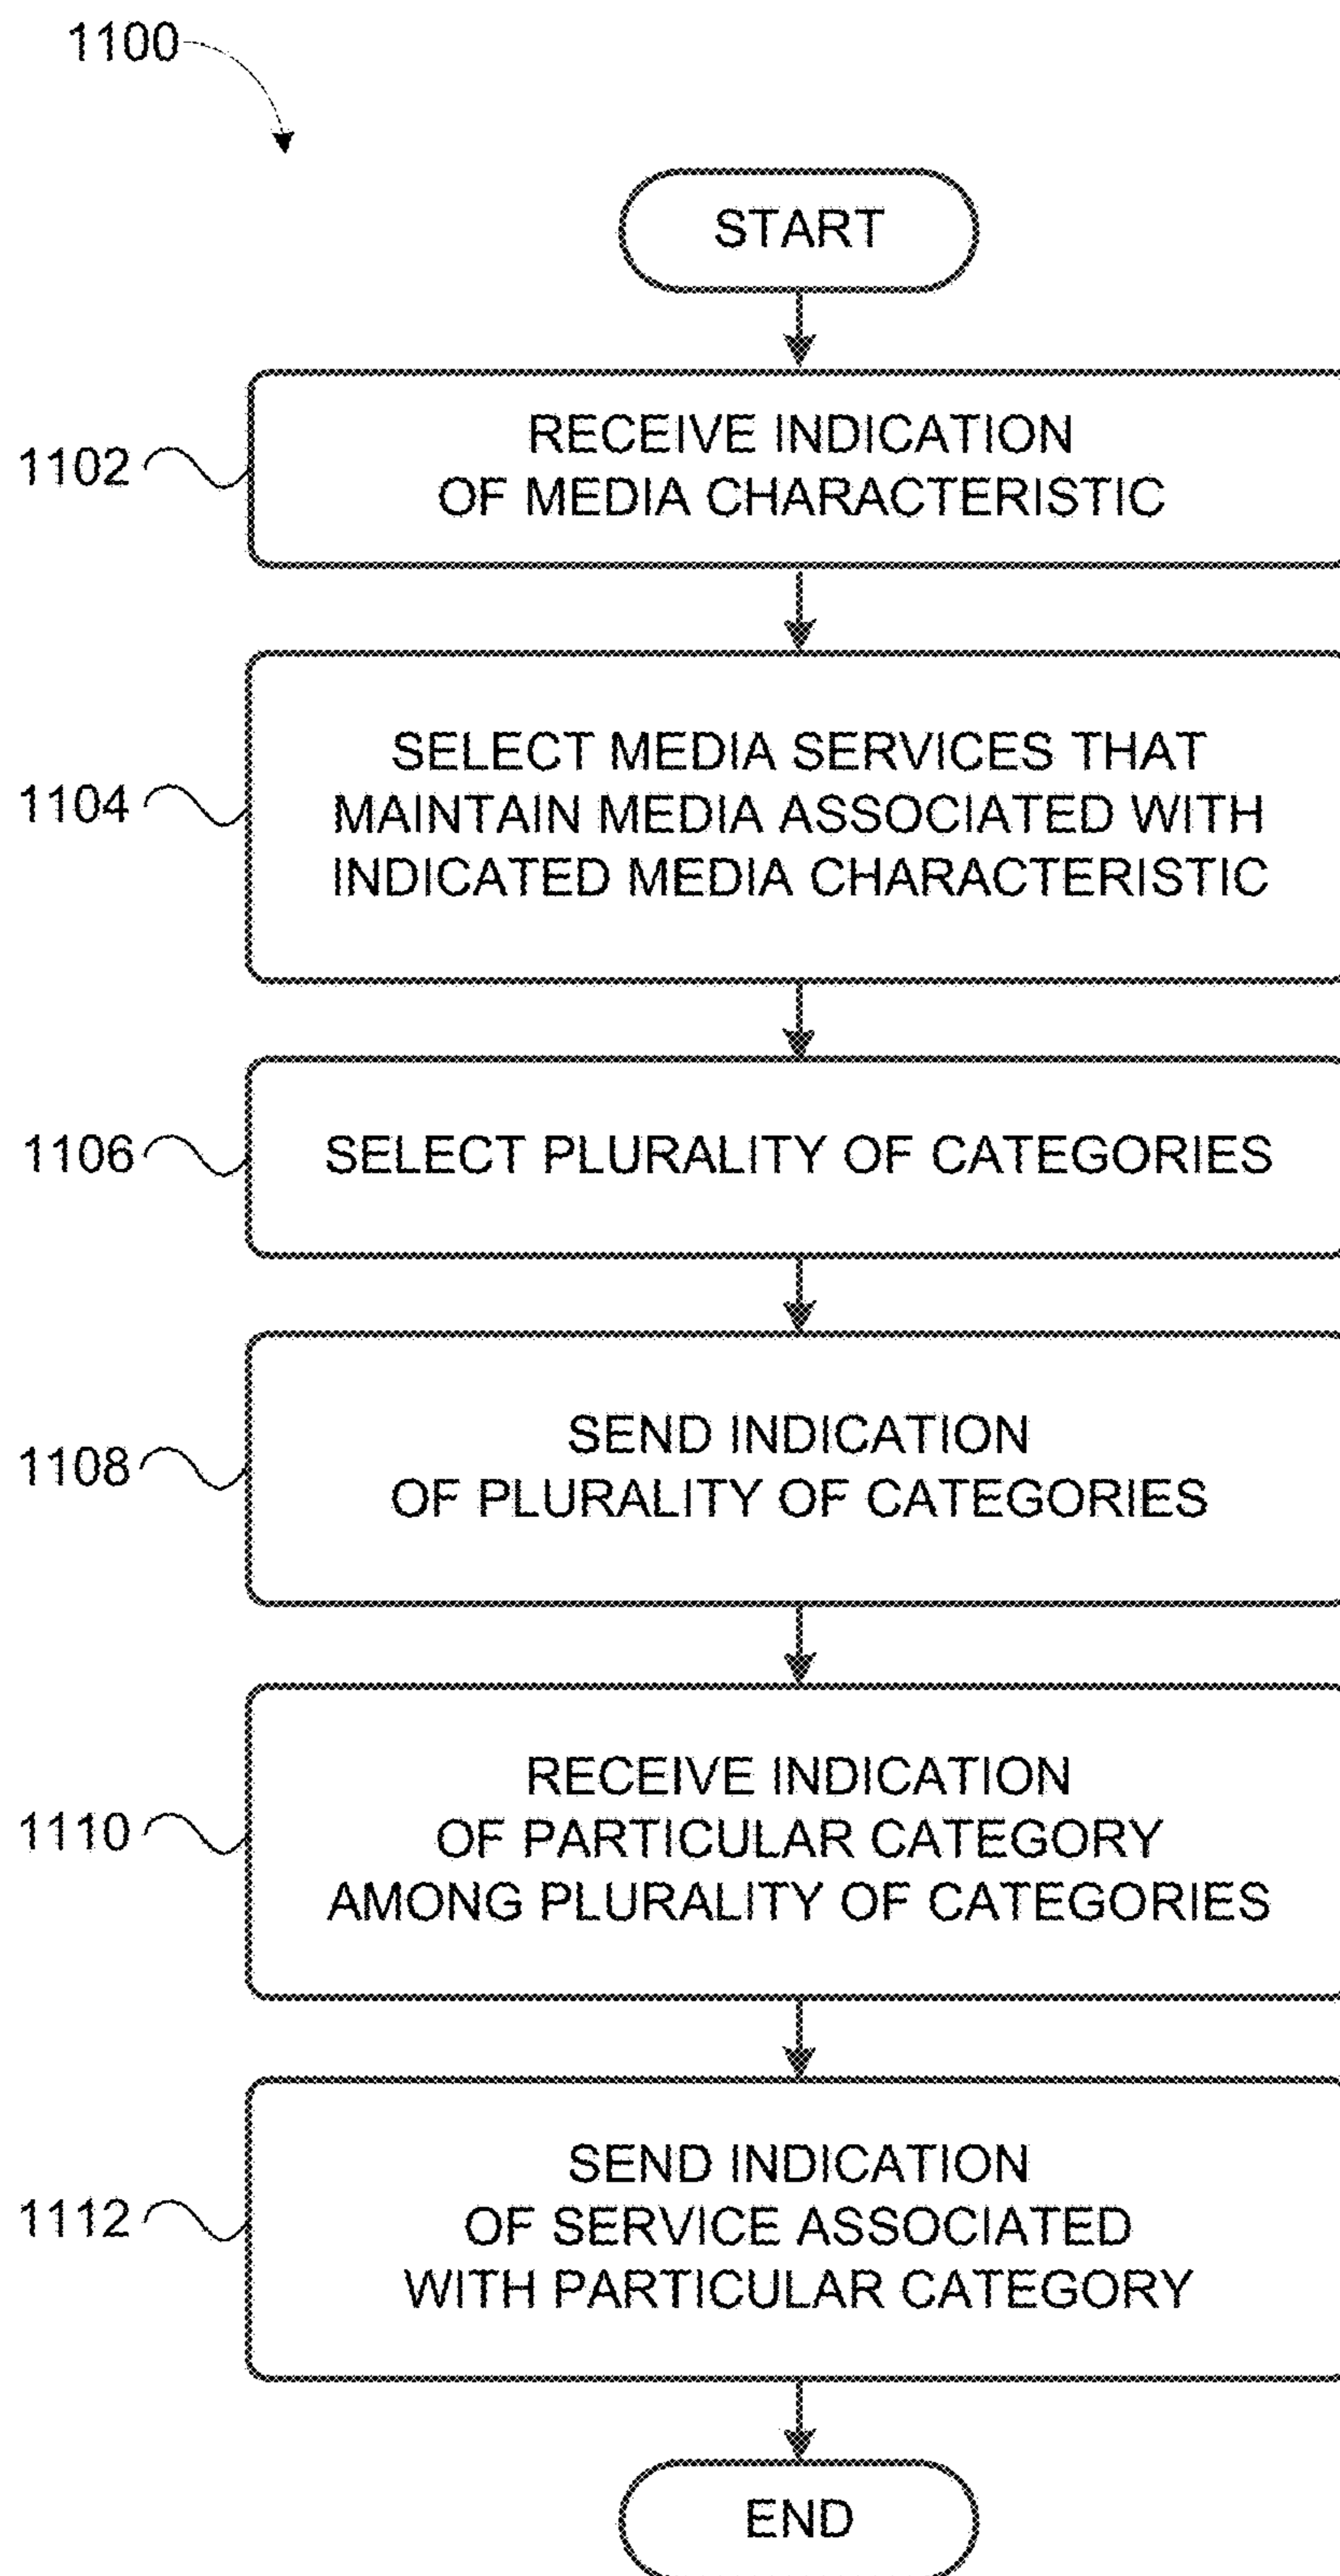 1100
START
1102
RECEIVE INDICATION
OF MEDIA CHARACTERISTIC
1104
SELECT MEDIA SERVICES THAT
MAINTAIN MEDIA ASSOCIATED WITH
INDICATED MEDIA CHARACTERISTIC
1106
SELECT PLURALITY OF CATEGORIES
1108
SEND INDICATION
OF PLURALITY OF CATEGORIES
1110
RECEIVE INDICATION
OF PARTICULAR CATEGORY
AMONG PLURALITY OF CATEGORIES
1112
SEND INDICATION
OF SERVICE ASSOCIATED
WITH PARTICULAR CATEGORY
END